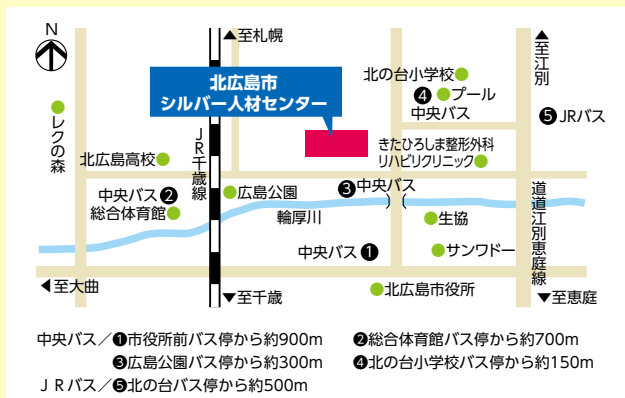 N
▲至札幌
北広島市
シルバー人材センター
北の台小学校
❹ プール
中央バス
▲至江別
❺ JRバス
レクの森
JR千歳線
きたひろしま整形外科
リハビリクリニック
北広島高校
中央バス❷
総合体育館
広島公園
❸中央バス
輪厚川
生協
道道江別恵庭線
中央バス❶
サンワドー
◀至大曲
▼至千歳
北広島市役所
▼至恵庭
中央バス／❶市役所前バス停から約900m ❷総合体育館バス停から約700m
❸広島公園バス停から約300m ❹北の台小学校バス停から約150m
ＪＲバス／❺北の台バス停から約500m